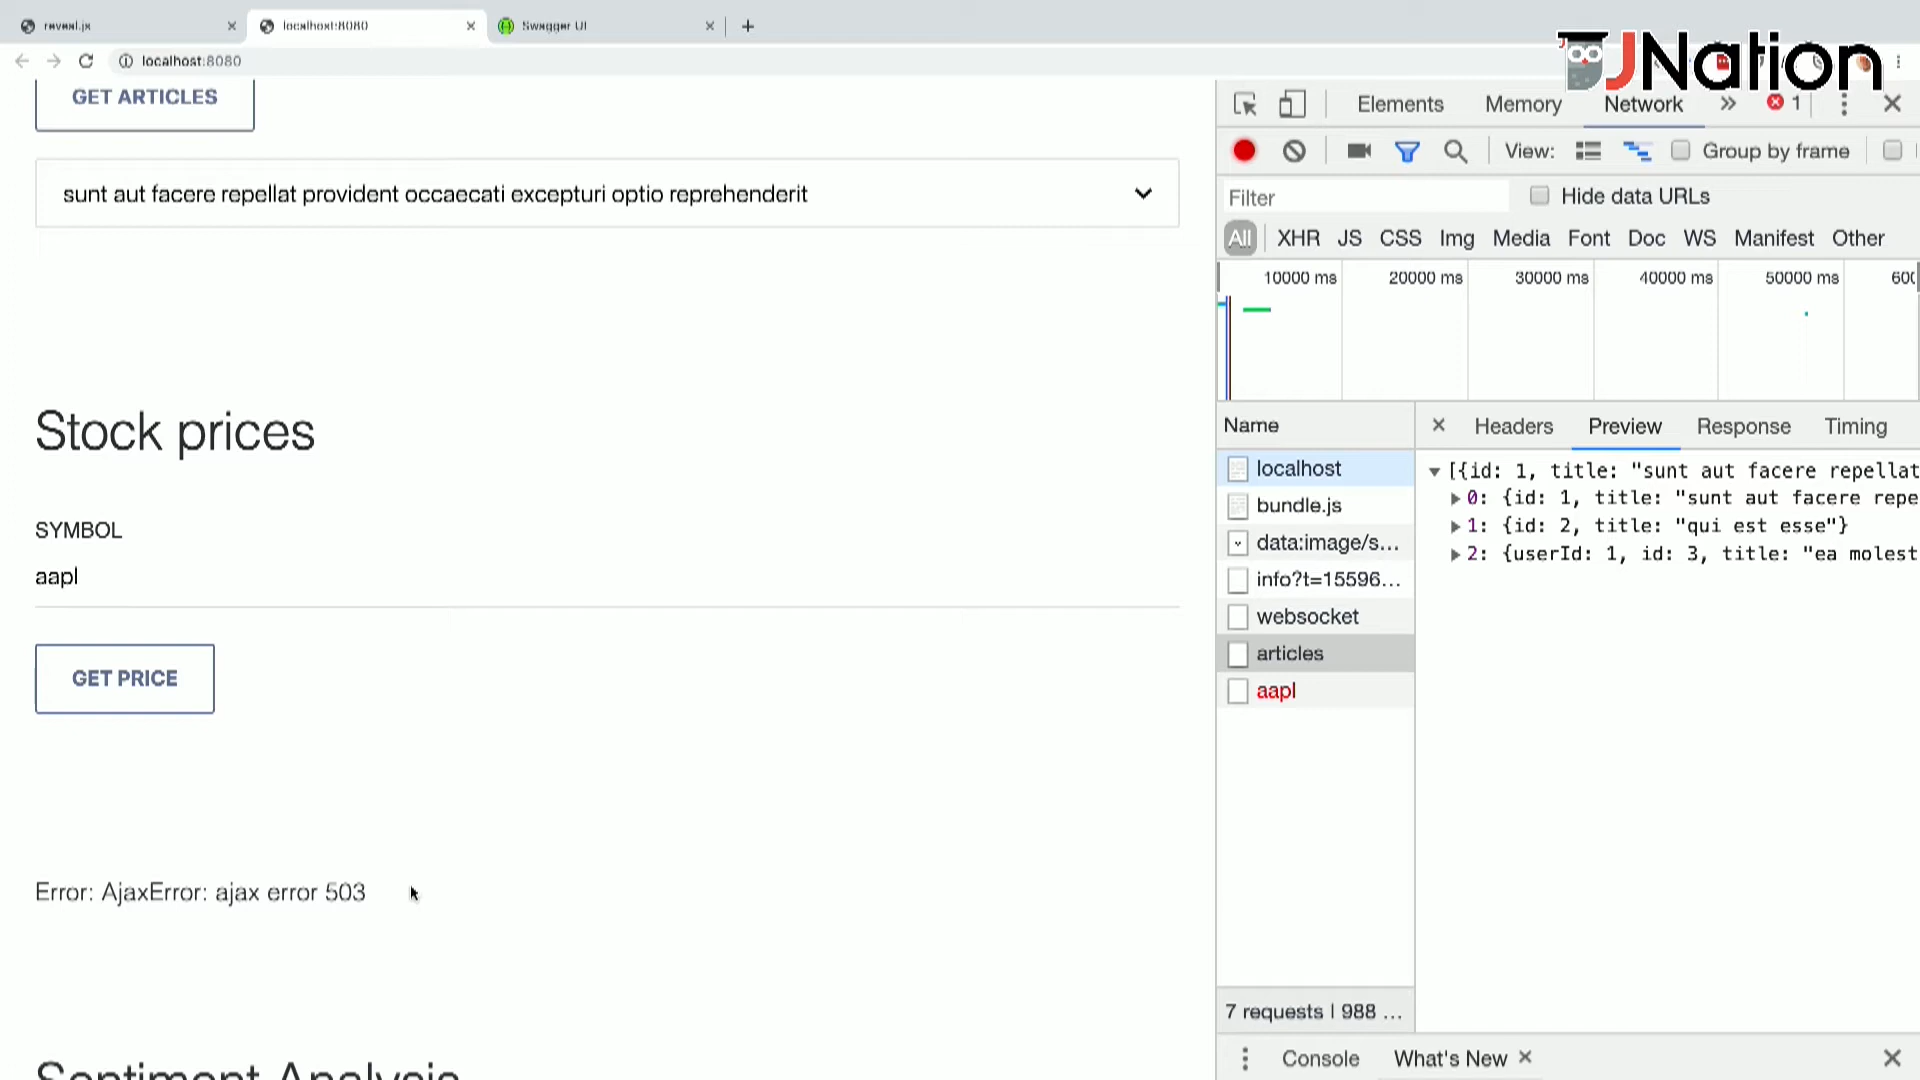 reveal.js
localhost:8080
Swagger UI
localhost:8080
JNation
GET ARTICLES
sunt aut facere repellat provident occaecati excepturi optio reprehenderit
Stock prices
SYMBOL
aapl
GET PRICE
Error: AjaxError: ajax error 503
Sentiment Analysis
Elements Memory Network 1
View: Group by frame
Filter Hide data URLs
All XHR JS CSS Img Media Font Doc WS Manifest Other
10000 ms 20000 ms 30000 ms 40000 ms 50000 ms
Name Headers Preview Response Timing
localhost
bundle.js
data:image/s...
info?t=15596...
websocket
articles
aapl
[{id: 1, title: "sunt aut facere repellat
0: {id: 1, title: "sunt aut facere repe
1: {id: 2, title: "qui est esse"}
2: {userId: 1, id: 3, title: "ea molest
7 requests | 988 ...
Console What's New